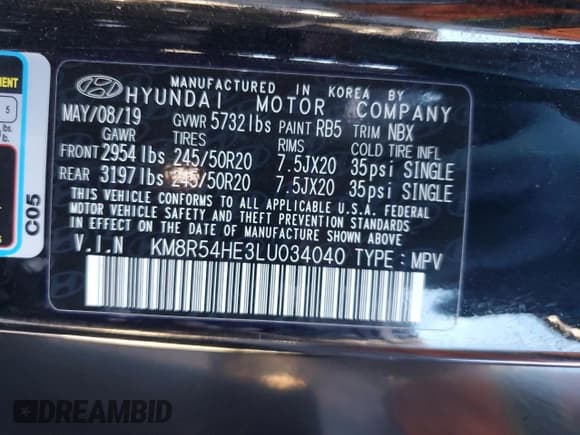 MENT
5
lbs.
C05
MANUFACTURED IN KOREA BY
HYUNDAI MOTOR COMPANY
MAY/08/19 GVWR 5732lbs PAINT RB5 TRIM NBX
GAWR TIRES RIMS COLD TIRE INFL
FRONT 2954 lbs 245/50R20 7.5JX20 35psi SINGLE
REAR 3197 lbs 245/50R20 7.5JX20 35psi SINGLE
THIS VEHICLE CONFORMS TO ALL APPLICABLE U.S.A. FEDERAL
MOTOR VEHICLE SAFETY AND THEFT PREVENTION STANDARDS
IN EFFECT ON THE DATE OF MANUFACTURE SHOWN ABOVE.
V.I.N KM8R54HE3LU034040 TYPE : MPV
DREAMBID